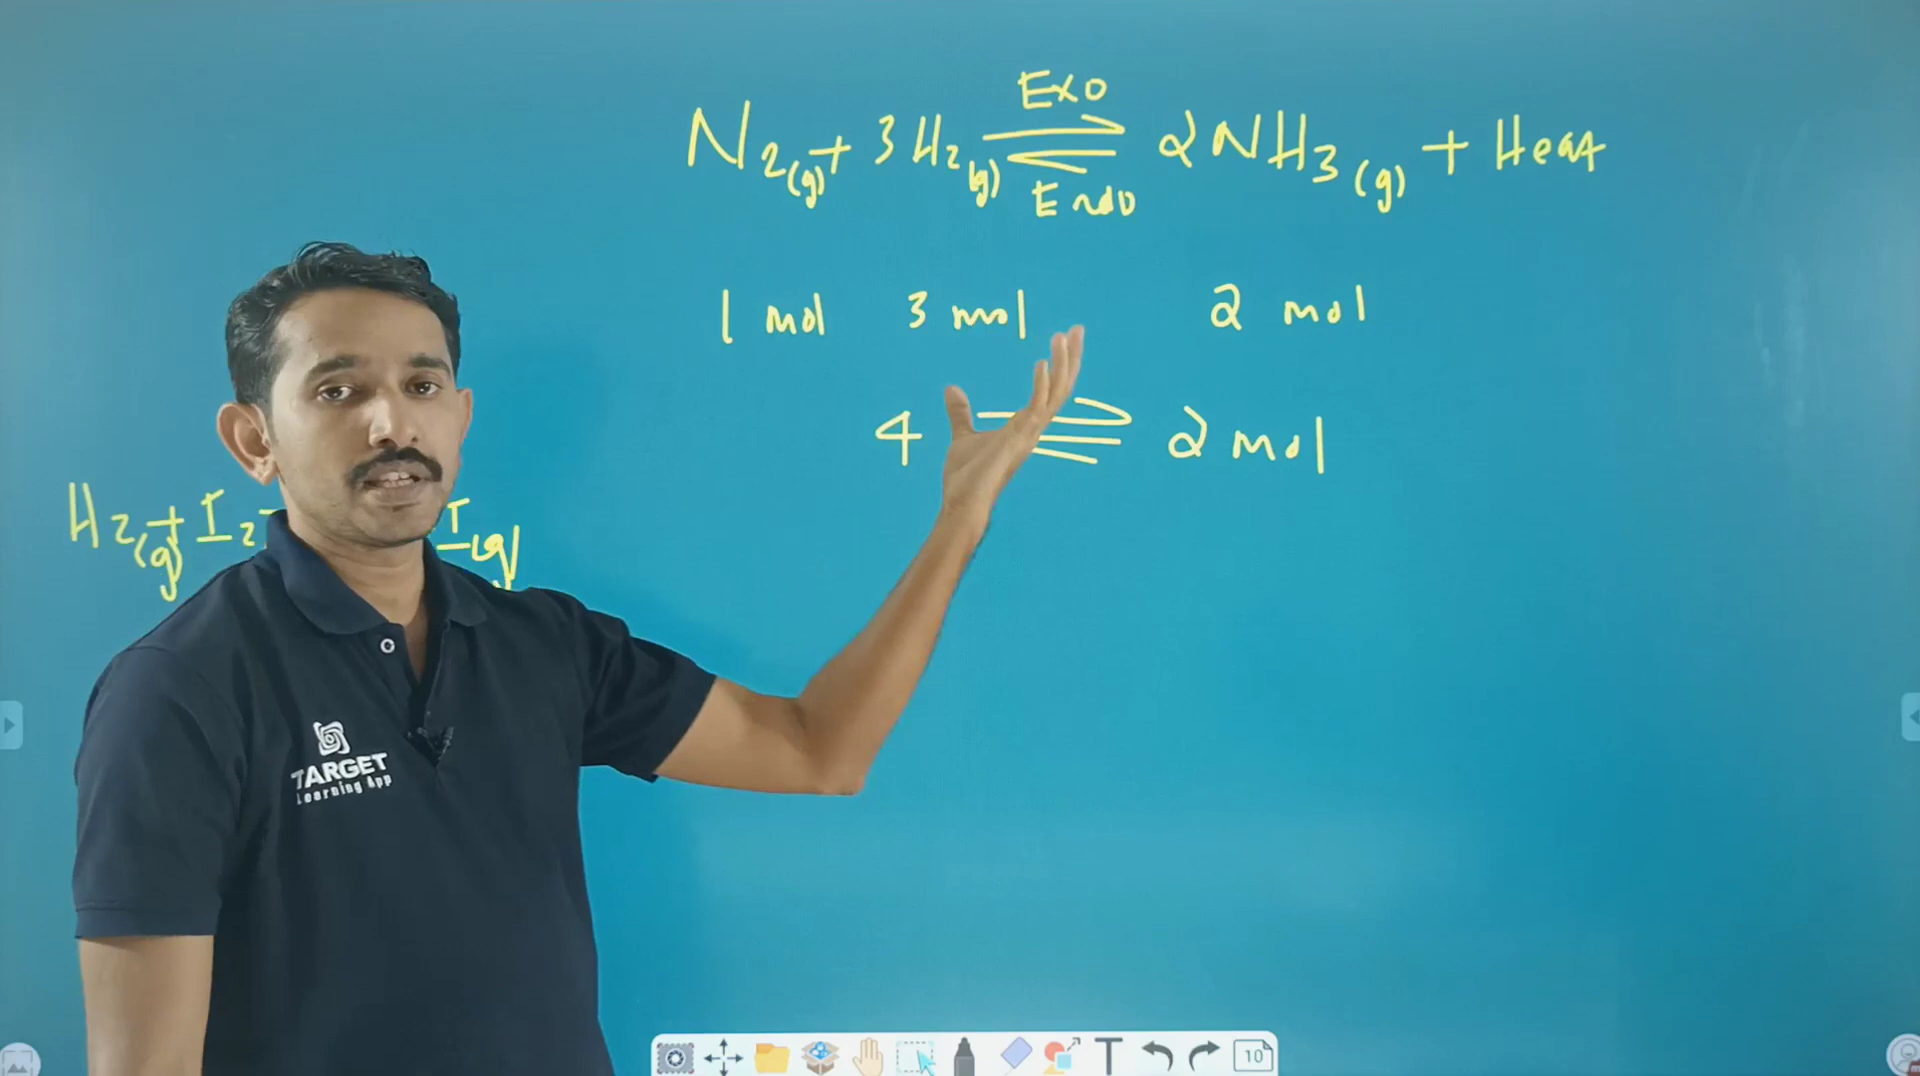 Exo
N2(g) + 3H2(g) ⇌ 2NH3(g) + Heat
Endo
1 mol 3 mol 2 mol
4 ⇌ 2 mol
H2(g) + I2 I(g)
TARGET
Learning App
T
10